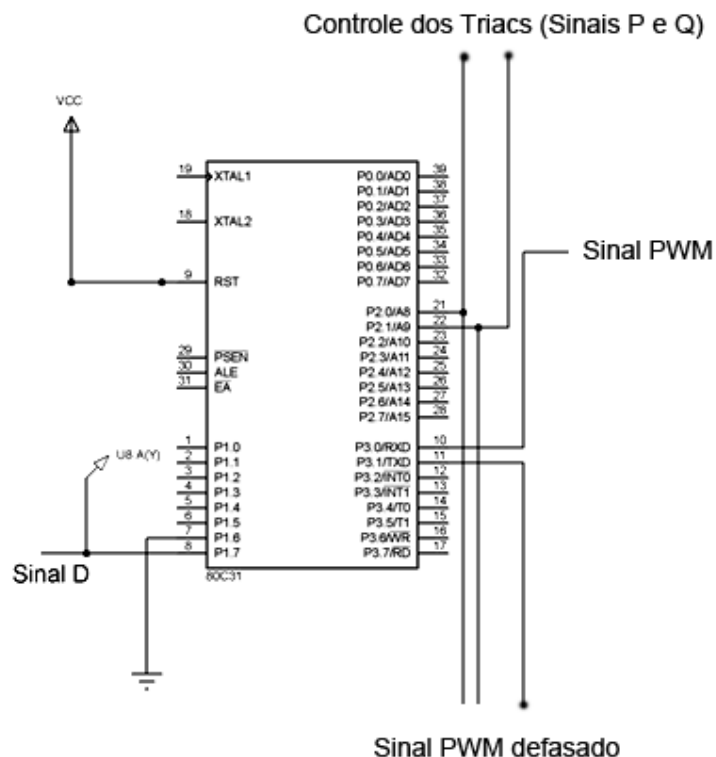 Controle dos Triacs (Sinais P e Q)
VCC
19 XTAL1
18 XTAL2
9 RST
29 PSEN
30 ALE
31 EA
1 P1.0
2 P1.1
3 P1.2
4 P1.3
5 P1.4
6 P1.5
7 P1.6
8 P1.7
P0.0/AD0 39
P0.1/AD1 38
P0.2/AD2 37
P0.3/AD3 36
P0.4/AD4 35
P0.5/AD5 34
P0.6/AD6 33
P0.7/AD7 32
P2.0/A8 21
P2.1/A9 22
P2.2/A10 23
P2.3/A11 24
P2.4/A12 25
P2.5/A13 26
P2.6/A14 27
P2.7/A15 28
P3.0/RXD 10
P3.1/TXD 11
P3.2/INT0 12
P3.3/INT1 13
P3.4/T0 14
P3.5/T1 15
P3.6/WR 16
P3.7/RD 17
80C31
Sinal PWM
U8 A(Y)
Sinal D
Sinal PWM defasado